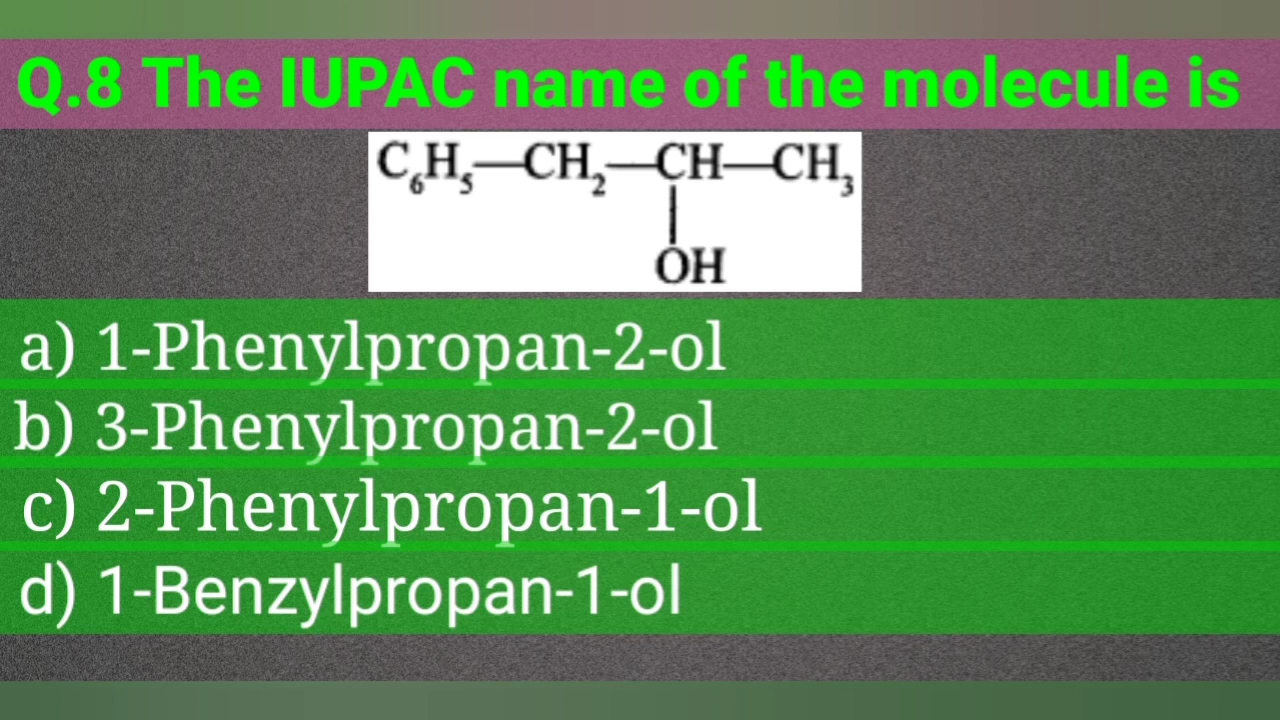 Q.8 The IUPAC name of the molecule is
C₆H₅—CH₂—CH—CH₃
|
OH
a) 1-Phenylpropan-2-ol
b) 3-Phenylpropan-2-ol
c) 2-Phenylpropan-1-ol
d) 1-Benzylpropan-1-ol